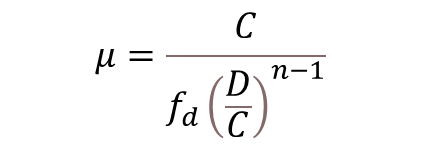 μ = C / (f_d (D/C)^{n−1})